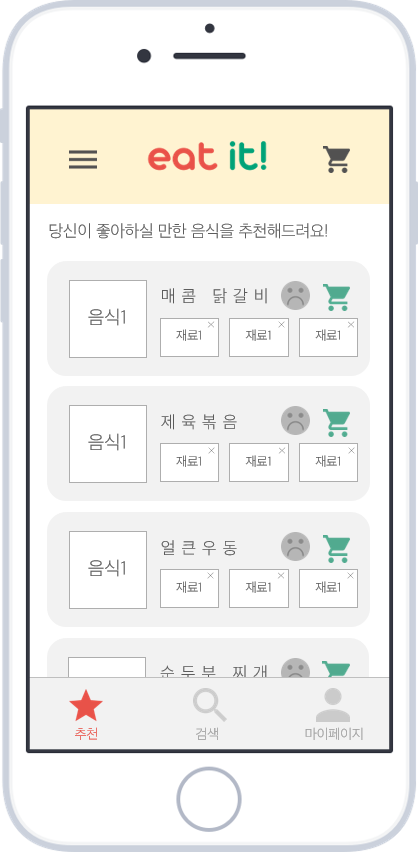 eat it!
당신이 좋아하실 만한 음식을 추천해드려요!
음식1
매콤 닭갈비
재료1 재료1 재료1
음식1
제육볶음
재료1 재료1 재료1
음식1
얼큰우동
재료1 재료1 재료1
순두부 찌개
추천 검색 마이페이지